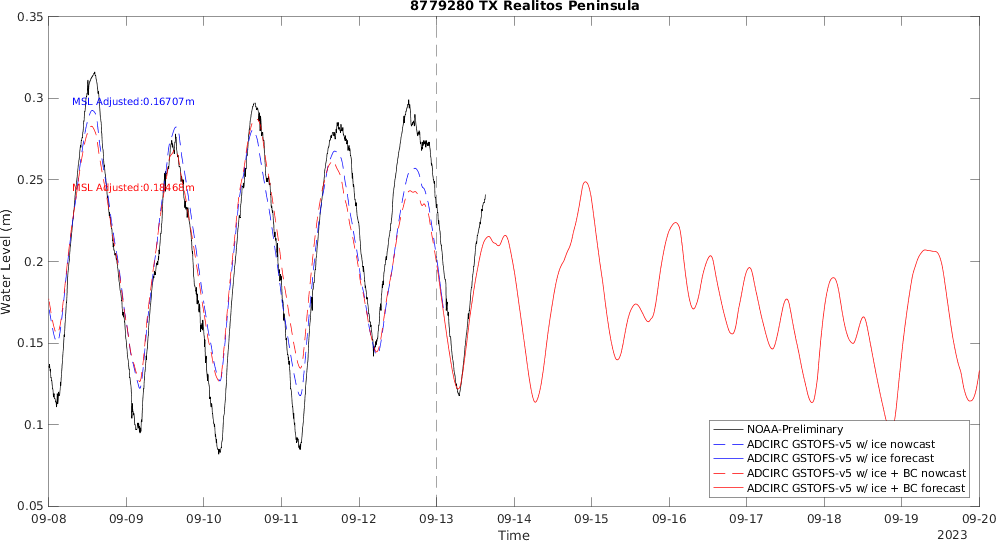 8779280 TX Realitos Peninsula
0.35
0.3
0.25
0.2
0.15
0.1
0.05
Water Level (m)
MSL Adjusted:0.16707m
MSL Adjusted:0.18468m
NOAA-Preliminary
ADCIRC GSTOFS-v5 w/ ice nowcast
ADCIRC GSTOFS-v5 w/ ice forecast
ADCIRC GSTOFS-v5 w/ ice + BC nowcast
ADCIRC GSTOFS-v5 w/ ice + BC forecast
09-08 09-09 09-10 09-11 09-12 09-13 09-14 09-15 09-16 09-17 09-18 09-19 09-20
Time
2023